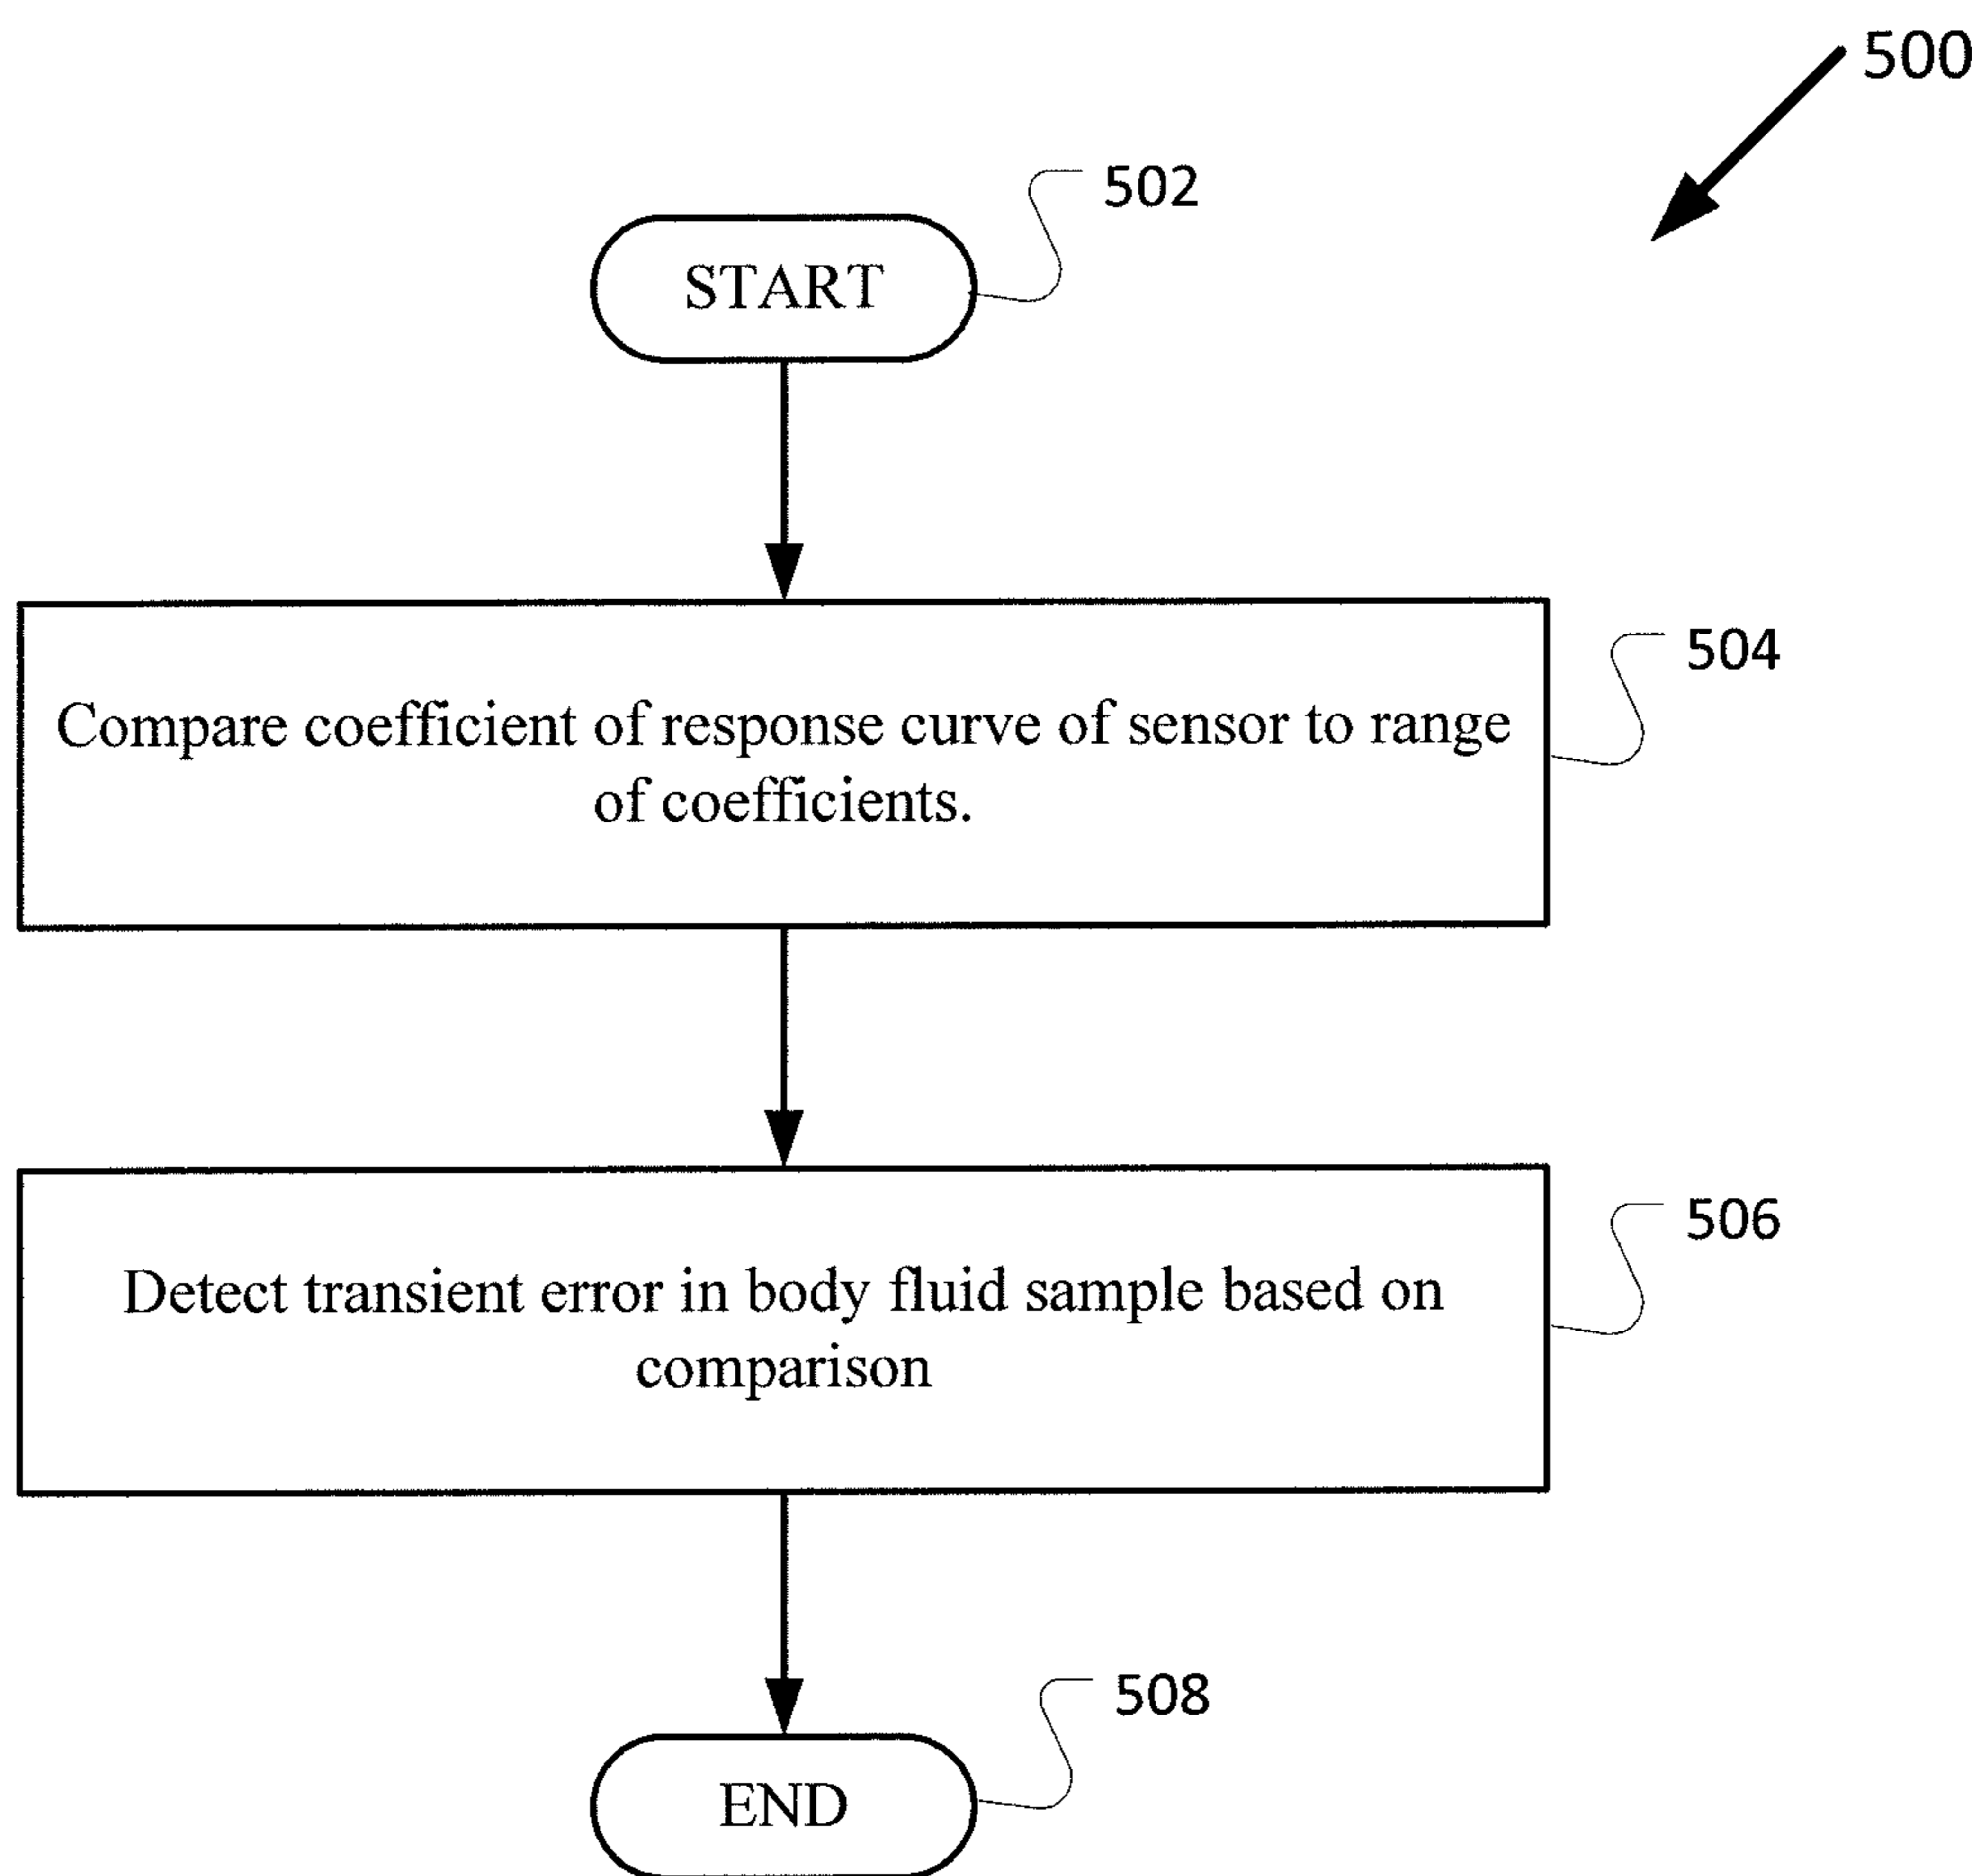 500
502
START
504
Compare coefficient of response curve of sensor to range
of coefficients.
506
Detect transient error in body fluid sample based on
comparison
508
END